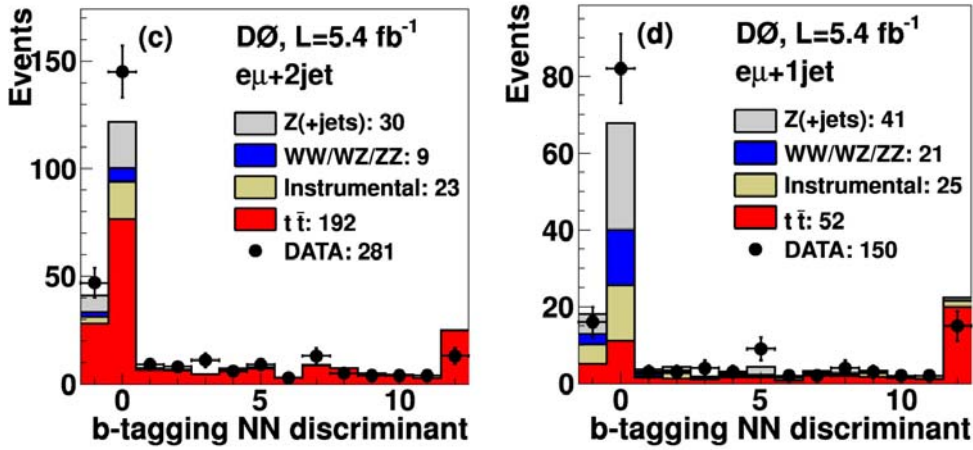 Events
150
100
50
0
(c)
DØ, L=5.4 fb⁻¹
eμ+2jet
Z(+jets): 30
WW/WZ/ZZ: 9
Instrumental: 23
t t̄: 192
DATA: 281
0 5 10
b-tagging NN discriminant
Events
80
60
40
20
0
(d)
DØ, L=5.4 fb⁻¹
eμ+1jet
Z(+jets): 41
WW/WZ/ZZ: 21
Instrumental: 25
t t̄: 52
DATA: 150
0 5 10
b-tagging NN discriminant